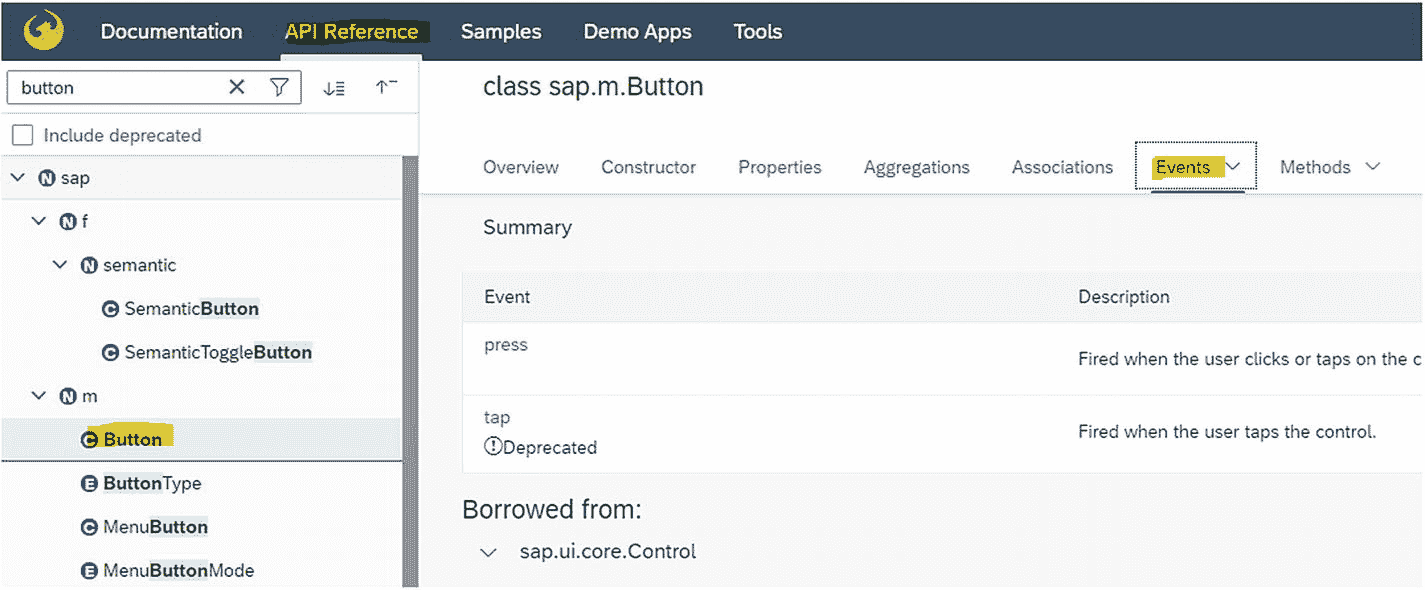 Documentation API Reference Samples Demo Apps Tools
button
Include deprecated
N sap
N f
N semantic
C SemanticButton
C SemanticToggleButton
N m
C Button
E ButtonType
C MenuButton
E MenuButtonMode
class sap.m.Button
Overview Constructor Properties Aggregations Associations Events Methods
Summary
Event Description
press
Fired when the user clicks or taps on the c
tap
Deprecated
Fired when the user taps the control.
Borrowed from:
sap.ui.core.Control